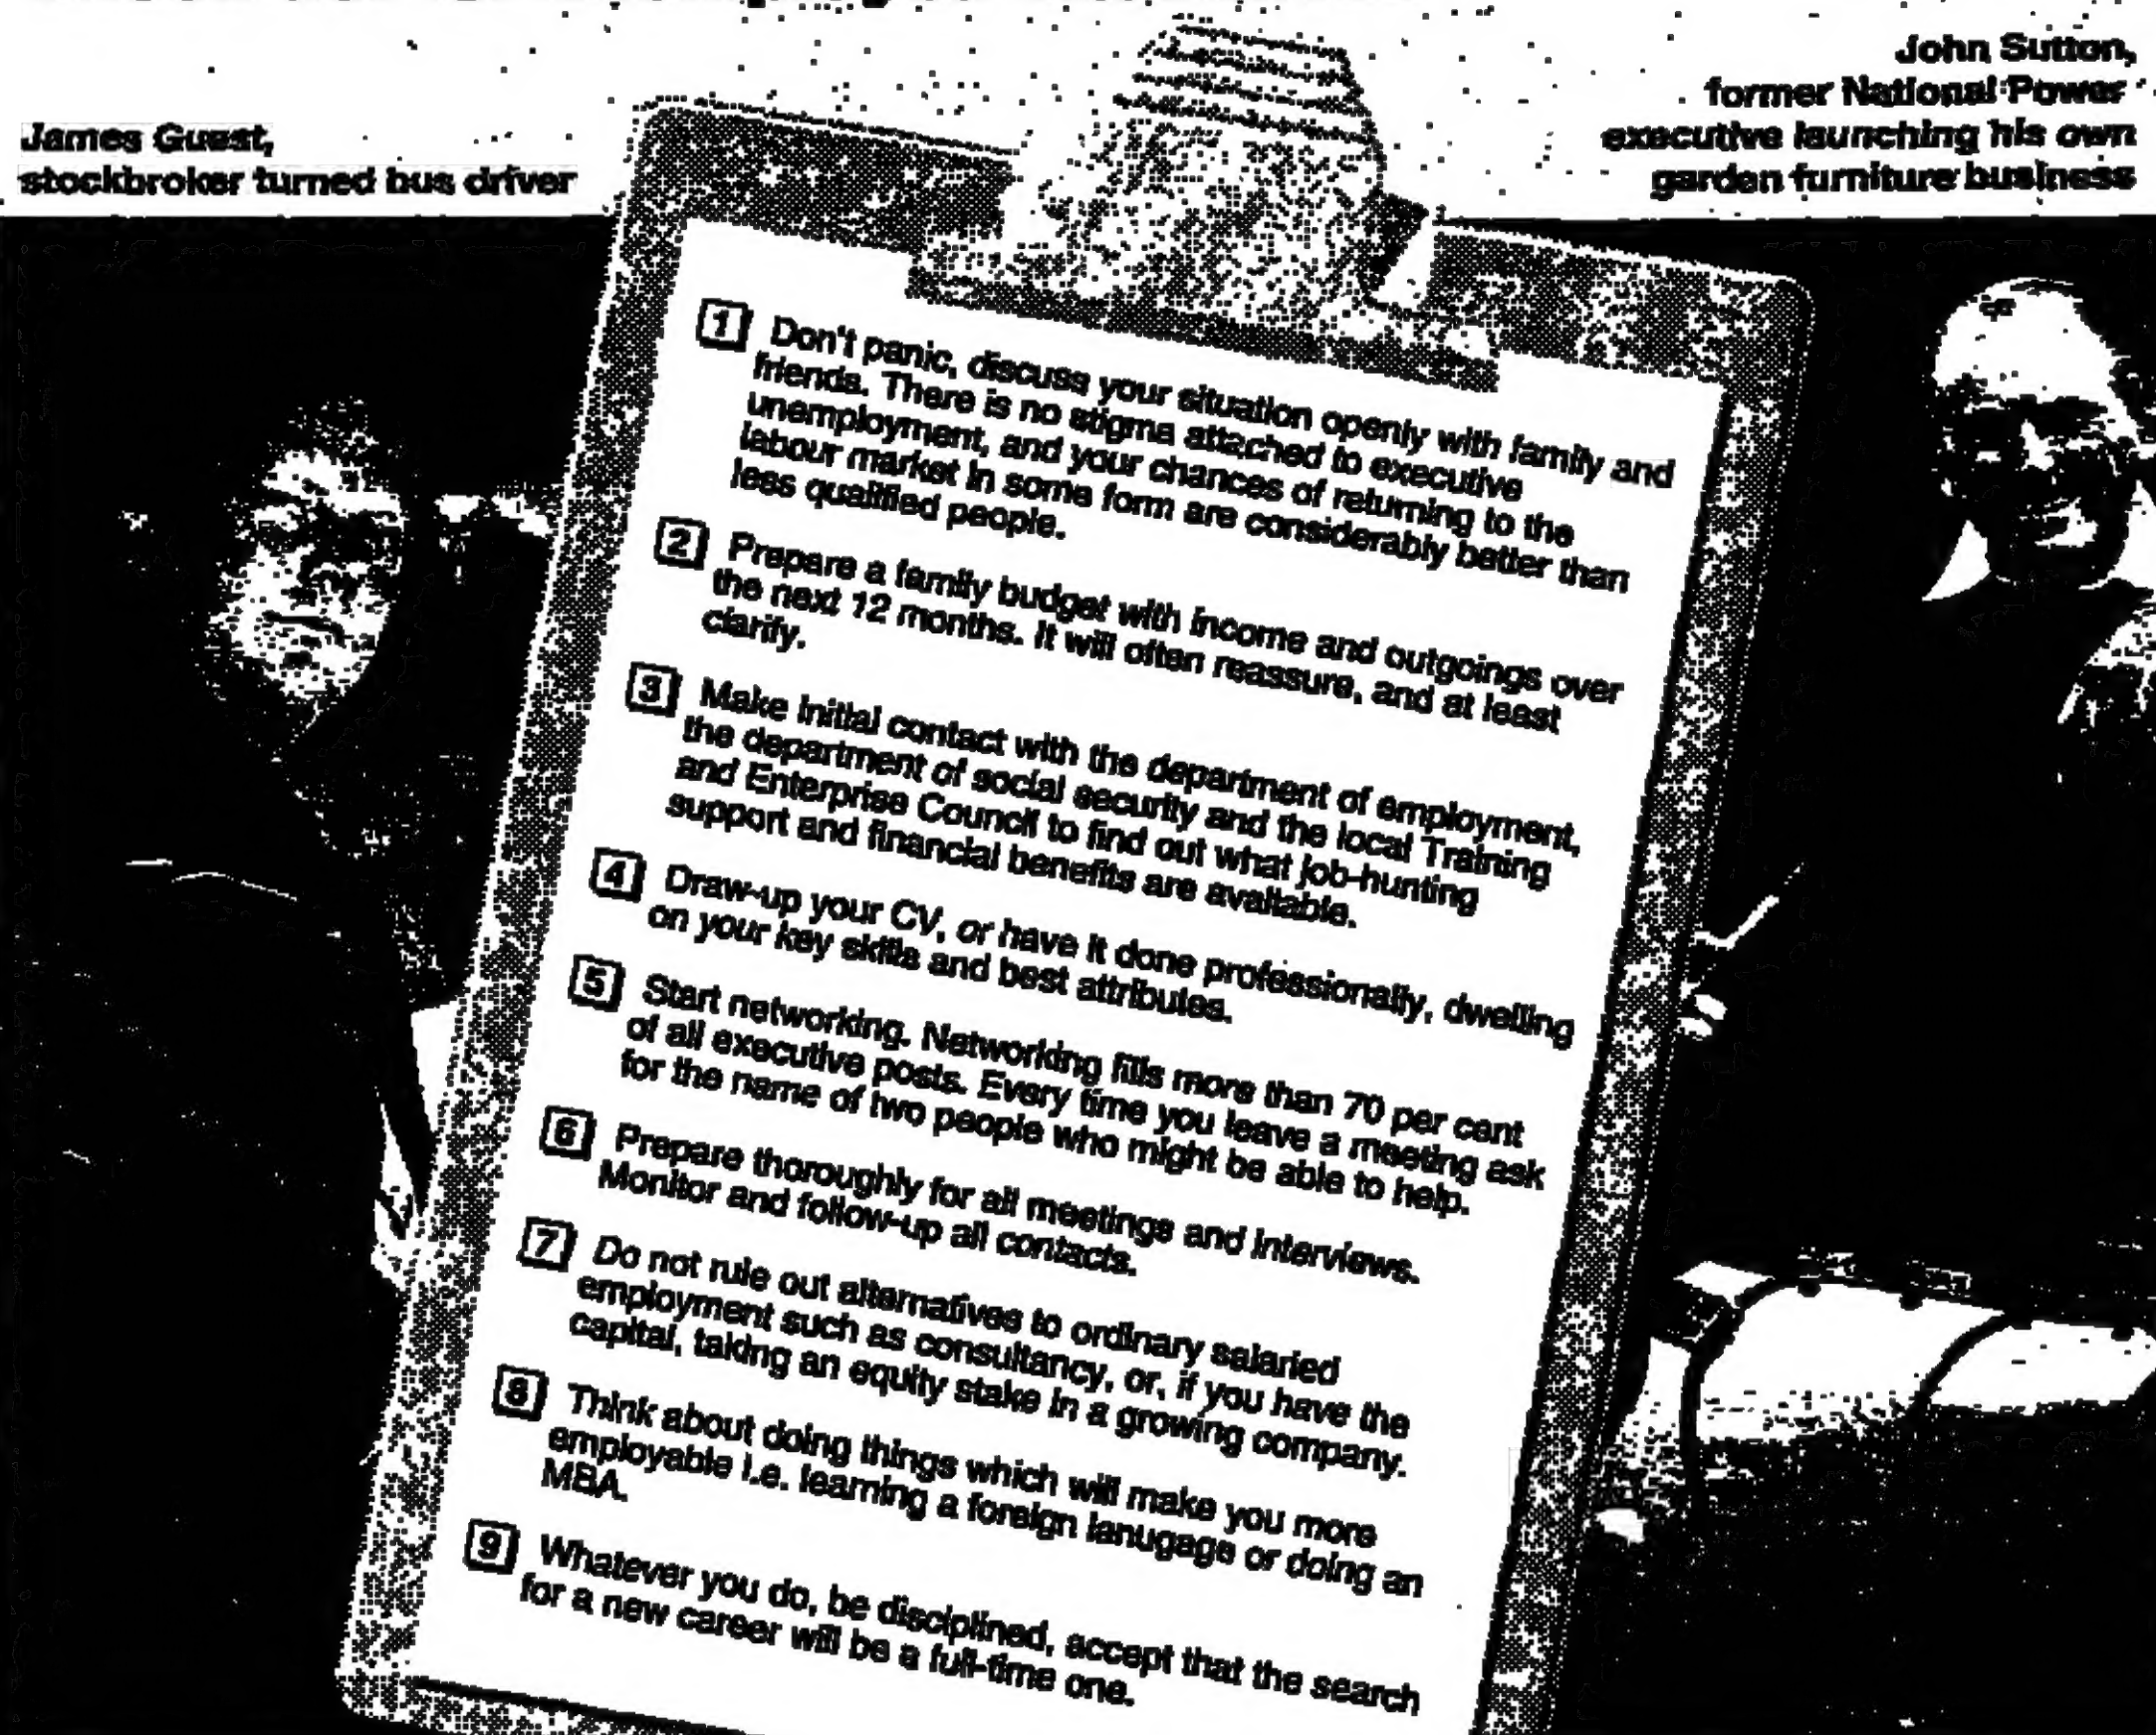 James Guest,
stockbroker turned bus driver
John Sutton,
former National Power
executive launching his own
garden furniture business
1 Don't panic, discuss your situation openly with family and
friends. There is no stigma attached to executive
unemployment, and your chances of returning to the
labour market in some form are considerably better than
less qualified people.
2 Prepare a family budget with income and outgoings over
the next 12 months. It will often reassure, and at least
clarify.
3 Make initial contact with the department of employment,
the department of social security and the local Training
and Enterprise Council to find out what job-hunting
support and financial benefits are available.
4 Draw-up your CV, or have it done professionally, dwelling
on your key skills and best attributes.
5 Start networking. Networking fills more than 70 per cent
of all executive posts. Every time you leave a meeting ask
for the name of two people who might be able to help.
6 Prepare thoroughly for all meetings and interviews.
Monitor and follow-up all contacts.
7 Do not rule out alternatives to ordinary salaried
employment such as consultancy, or, if you have the
capital, taking an equity stake in a growing company.
8 Think about doing things which will make you more
employable i.e. learning a foreign lanugage or doing an
MBA.
9 Whatever you do, be disciplined, accept that the search
for a new career will be a full-time one.